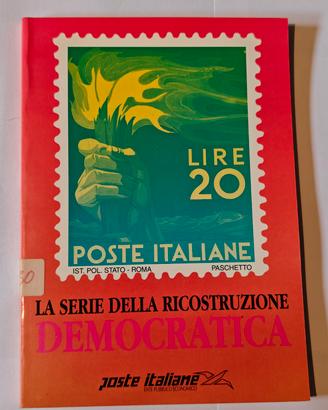 LIRE
20
POSTE ITALIANE
IST. POL. STATO - ROMA PASCHETTO
30
LA SERIE DELLA RICOSTRUZIONE
DEMOCRATICA
poste italiane
ENTE PUBBLICO ECONOMICO